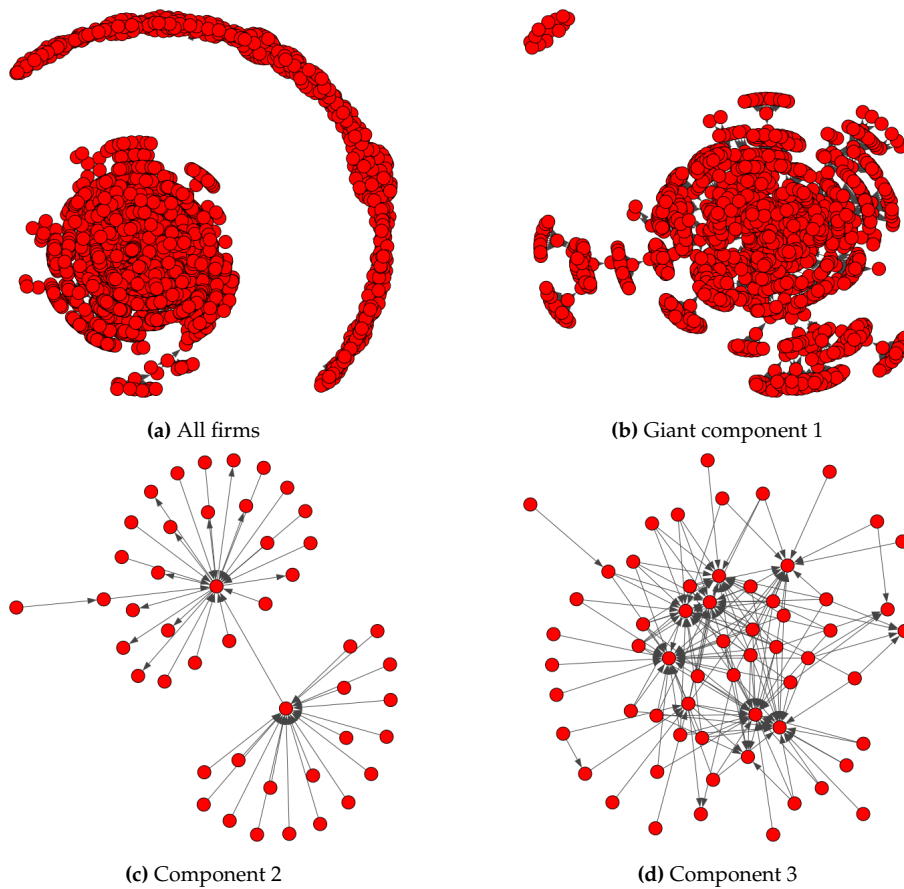 (a) All firms
(b) Giant component 1
(c) Component 2
(d) Component 3